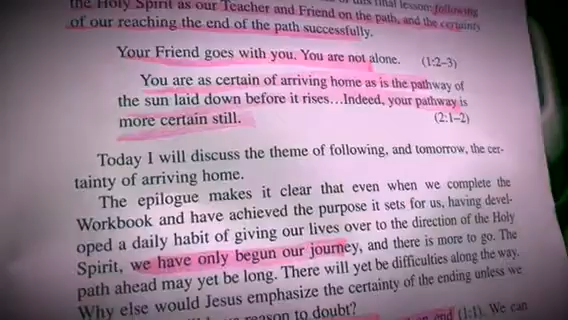 the Holy Spirit as our Teacher and Friend on the path, and the certainty
of our reaching the end of the path successfully.
Your Friend goes with you. You are not alone. (1:2–3)
You are as certain of arriving home as is the pathway of
the sun laid down before it rises…Indeed, your pathway is
more certain still. (2:1–2)
Today I will discuss the theme of following, and tomorrow, the cer-
tainty of arriving home.
The epilogue makes it clear that even when we complete the
Workbook and have achieved the purpose it sets for us, having devel-
oped a daily habit of giving our lives over to the direction of the Holy
Spirit, we have only begun our journey, and there is more to go. The
path ahead may yet be long. There will yet be difficulties along the way.
Why else would Jesus emphasize the certainty of the ending unless we
reason to doubt? end (1:1). We can